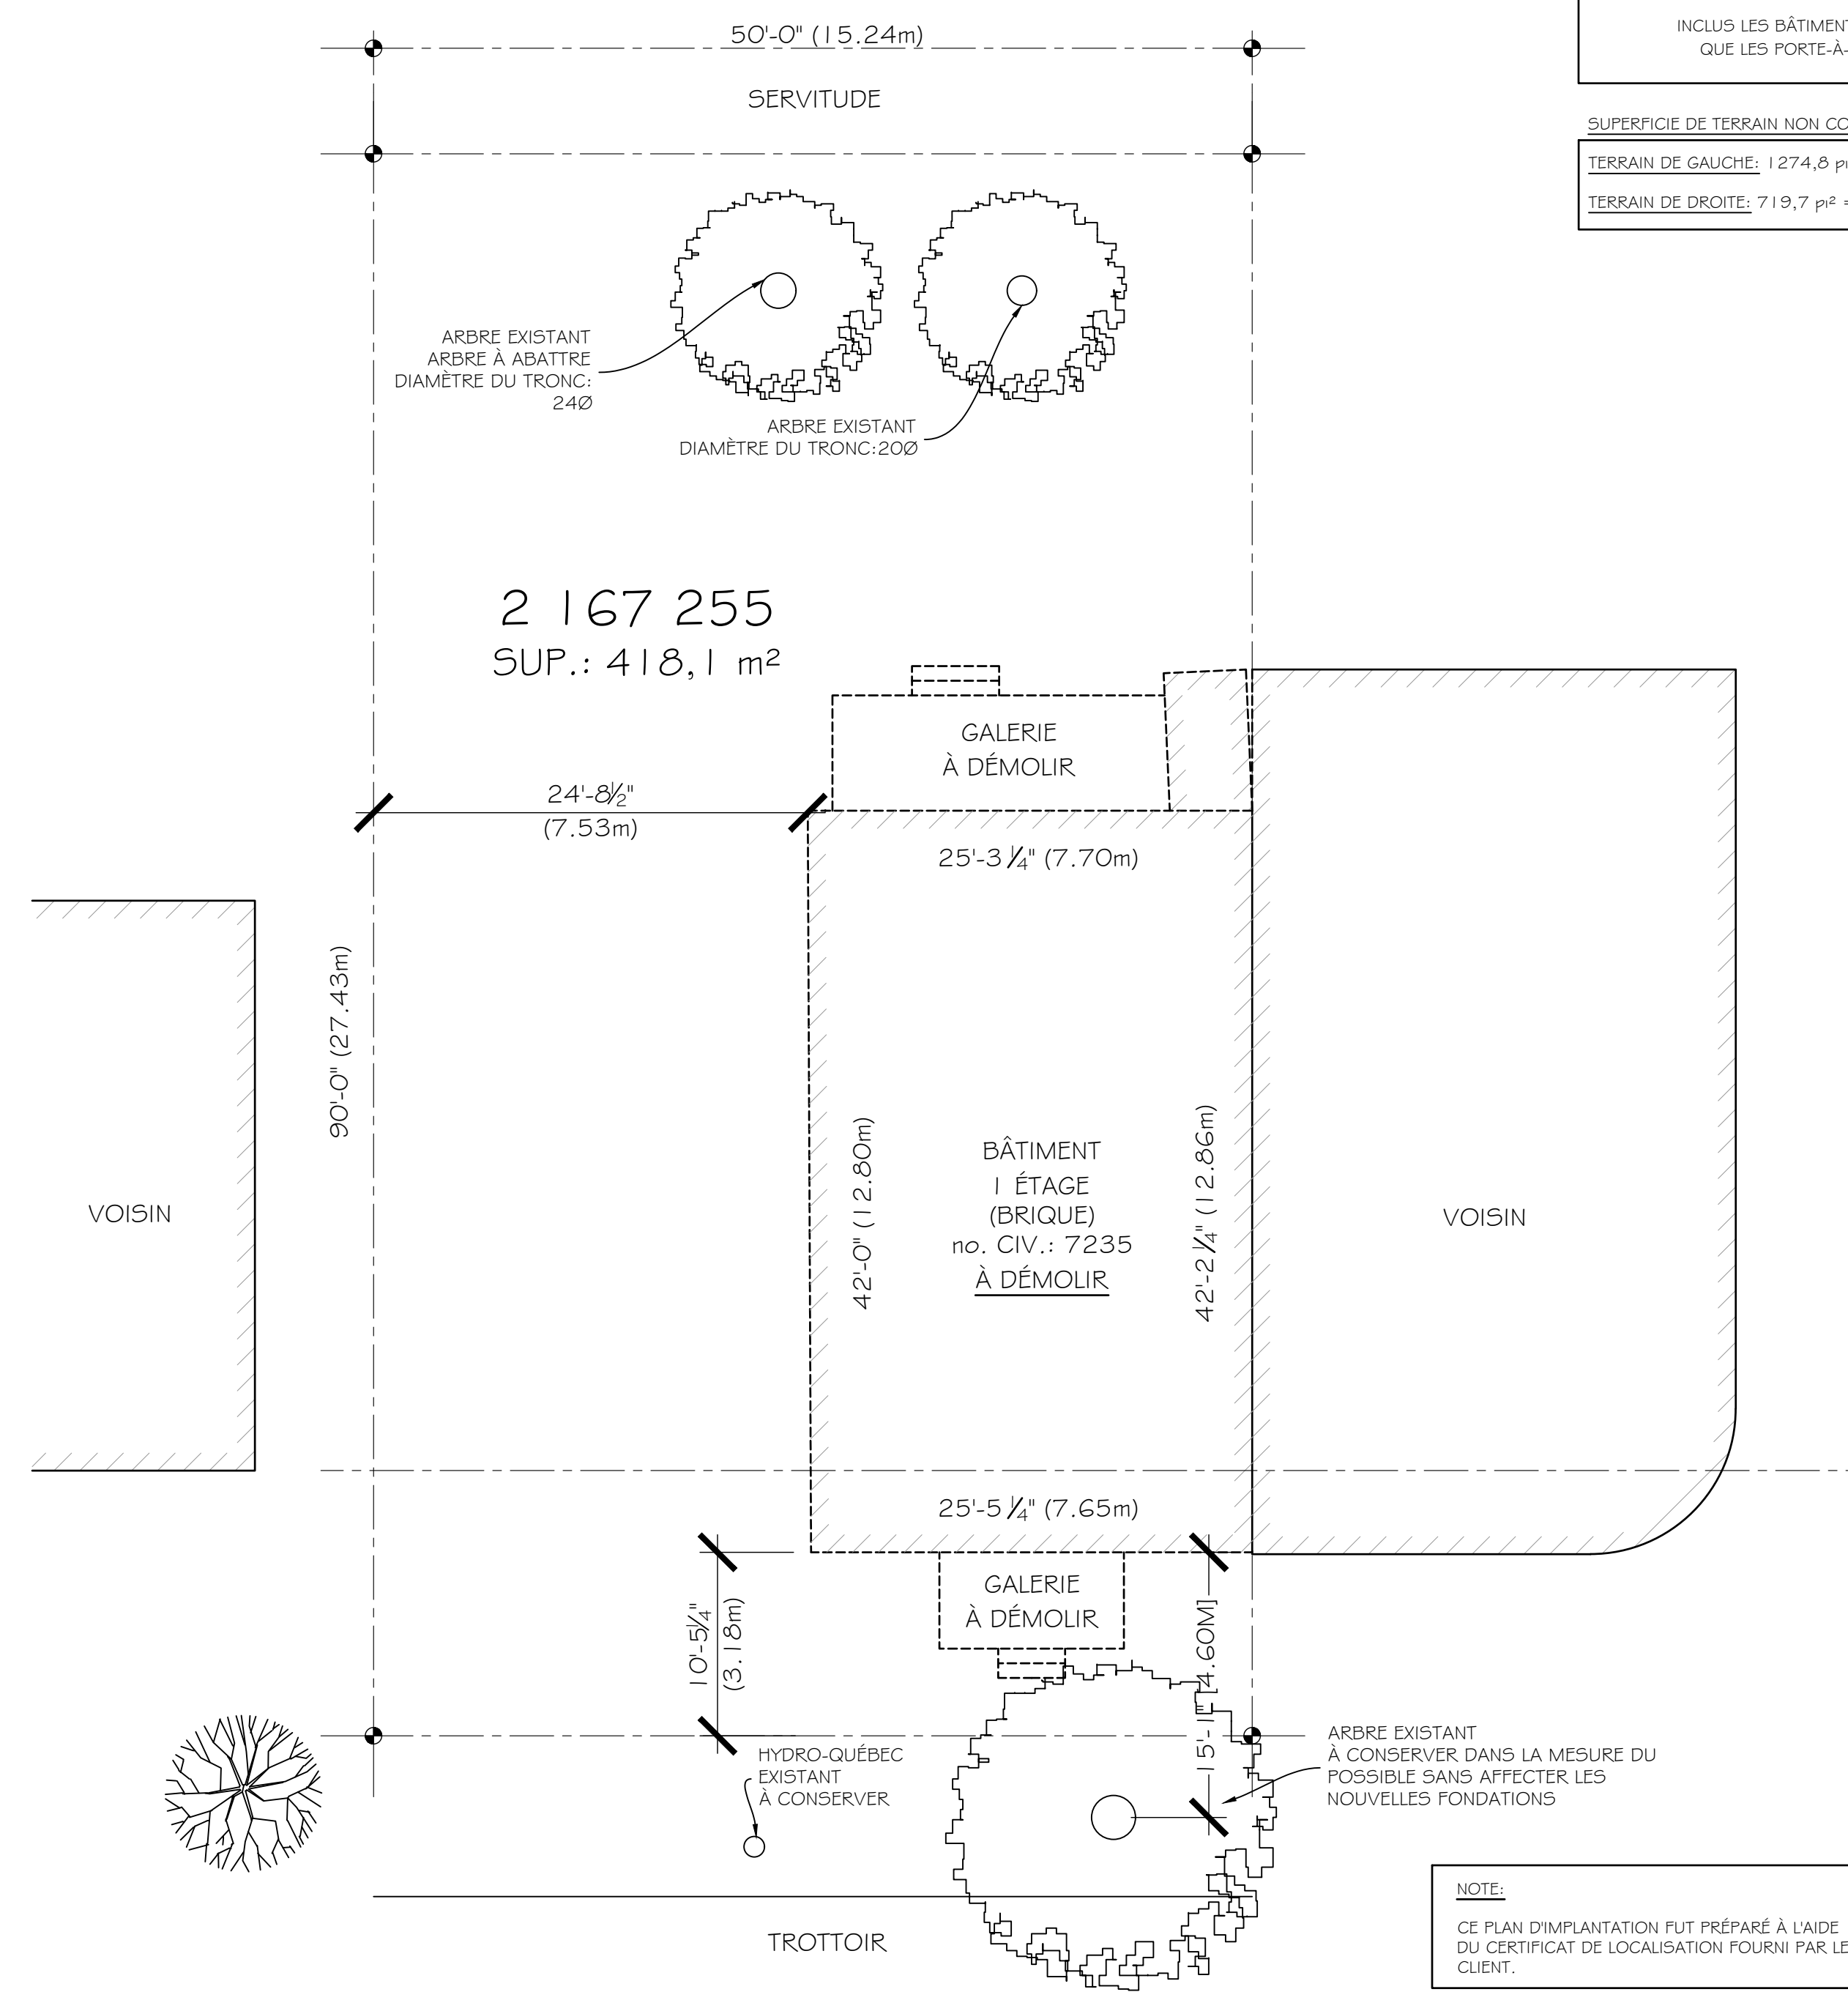 50'-0" (15.24m)
SERVITUDE
INCLUS LES BÂTIMENT
QUE LES PORTE-À-
SUPERFICIE DE TERRAIN NON CO
TERRAIN DE GAUCHE: 1274,8 pi
TERRAIN DE DROITE: 719,7 pi² =
ARBRE EXISTANT
ARBRE À ABATTRE
DIAMÈTRE DU TRONC:
24Ø
ARBRE EXISTANT
DIAMÈTRE DU TRONC:20Ø
2 167 255
SUP.: 418,1 m²
GALERIE
À DÉMOLIR
24'-8½"
(7.53m)
25'-3¼" (7.70m)
90'-0" (27.43m)
VOISIN
42'-0" (12.80m)
BÂTIMENT
1 ÉTAGE
(BRIQUE)
no. CIV.: 7235
À DÉMOLIR
42'-2¼" (12.86m)
VOISIN
25'-5¼" (7.65m)
GALERIE
À DÉMOLIR
10'-5¼"
(3.18m)
15'-1" [4.60M]
HYDRO-QUÉBEC
EXISTANT
À CONSERVER
ARBRE EXISTANT
À CONSERVER DANS LA MESURE DU
POSSIBLE SANS AFFECTER LES
NOUVELLES FONDATIONS
TROTTOIR
NOTE:
CE PLAN D'IMPLANTATION FUT PRÉPARÉ À L'AIDE
DU CERTIFICAT DE LOCALISATION FOURNI PAR LE
CLIENT.